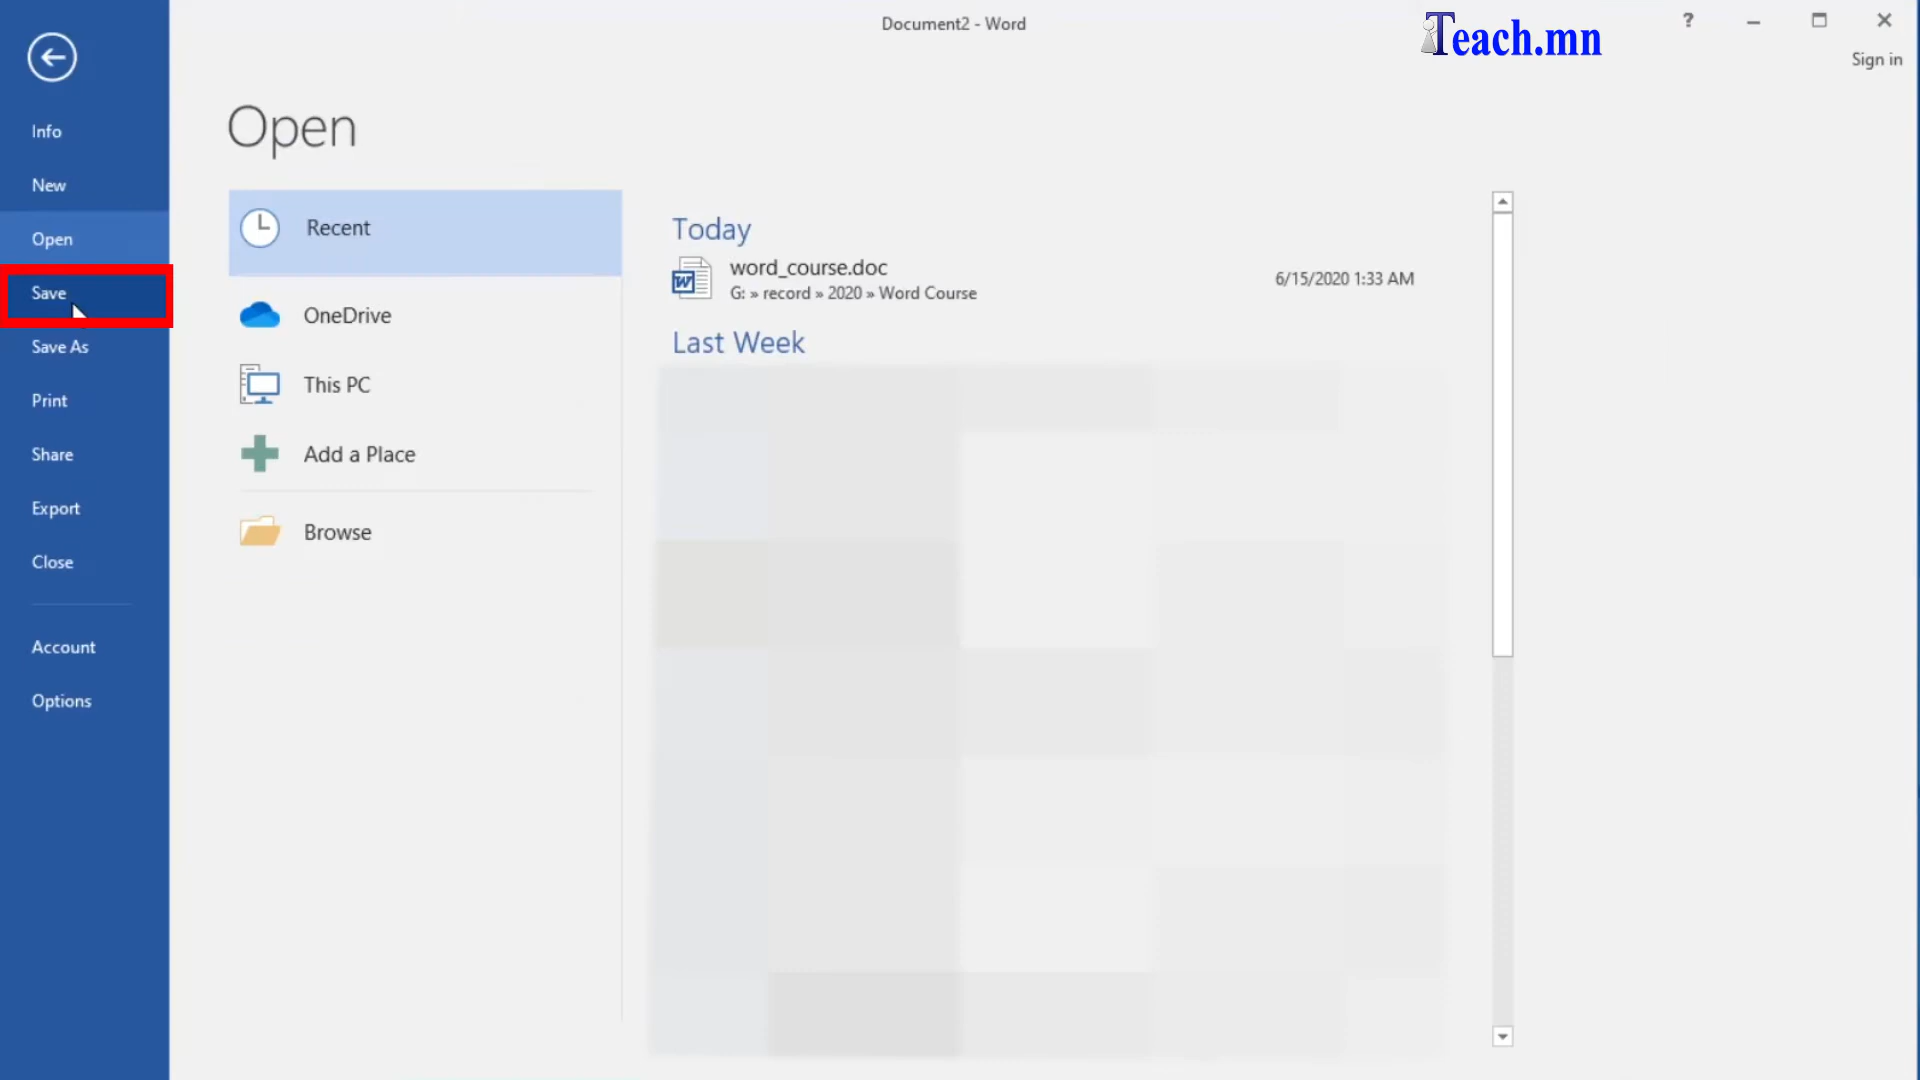 Document2 - Word
Teach.mn
?
Sign in
Info
New
Open
Save
Save As
Print
Share
Export
Close
Account
Options
Open
Recent
OneDrive
This PC
Add a Place
Browse
Today
word_course.doc
G: » record » 2020 » Word Course
6/15/2020 1:33 AM
Last Week